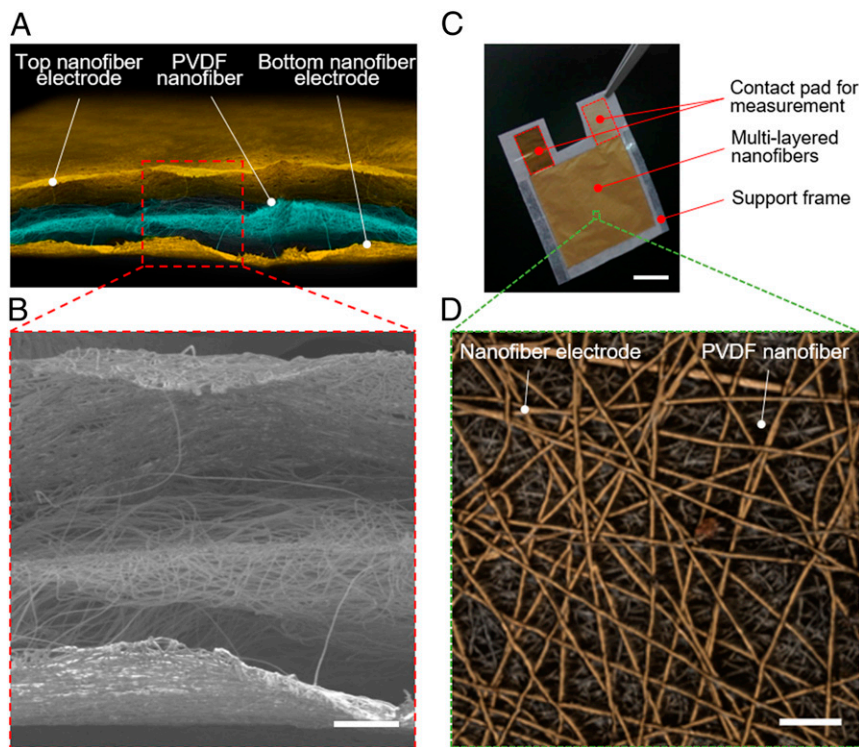 A
Top nanofiber
electrode
PVDF
nanofiber
Bottom nanofiber
electrode
B
C
Contact pad for
measurement
Multi-layered
nanofibers
Support frame
D
Nanofiber electrode
PVDF nanofiber